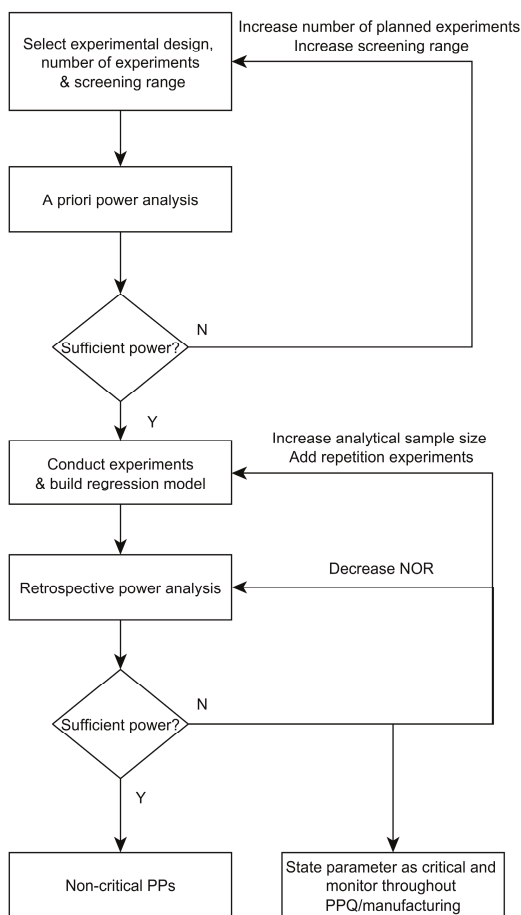 Increase number of planned experiments
Increase screening range
Select experimental design,
number of experiments
& screening range
A priori power analysis
N
Sufficient power?
Y
Increase analytical sample size
Add repetition experiments
Conduct experiments
& build regression model
Decrease NOR
Retrospective power analysis
N
Sufficient power?
Y
Non-critical PPs
State parameter as critical and
monitor throughout
PPQ/manufacturing